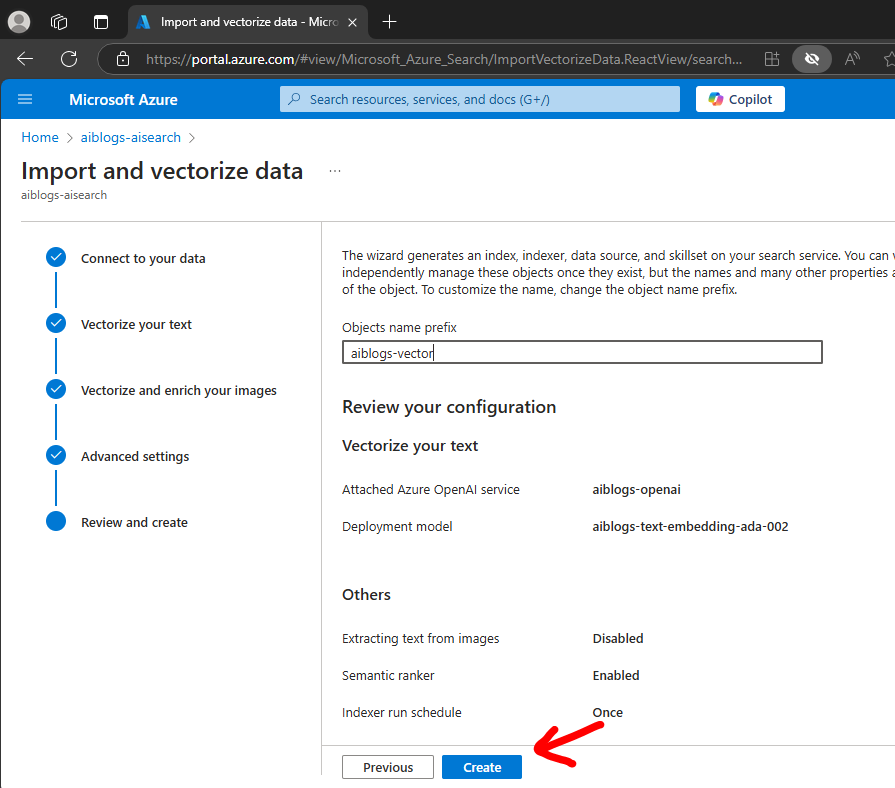 Import and vectorize data - Micro
https://portal.azure.com/#view/Microsoft_Azure_Search/ImportVectorizeData.ReactView/search...
Microsoft Azure
Search resources, services, and docs (G+/)
Copilot
Home > aiblogs-aisearch >
Import and vectorize data ...
aiblogs-aisearch
Connect to your data
Vectorize your text
Vectorize and enrich your images
Advanced settings
Review and create
The wizard generates an index, indexer, data source, and skillset on your search service. You can
independently manage these objects once they exist, but the names and many other properties
of the object. To customize the name, change the object name prefix.
Objects name prefix
aiblogs-vector
Review your configuration
Vectorize your text
Attached Azure OpenAI service aiblogs-openai
Deployment model aiblogs-text-embedding-ada-002
Others
Extracting text from images Disabled
Semantic ranker Enabled
Indexer run schedule Once
Previous
Create